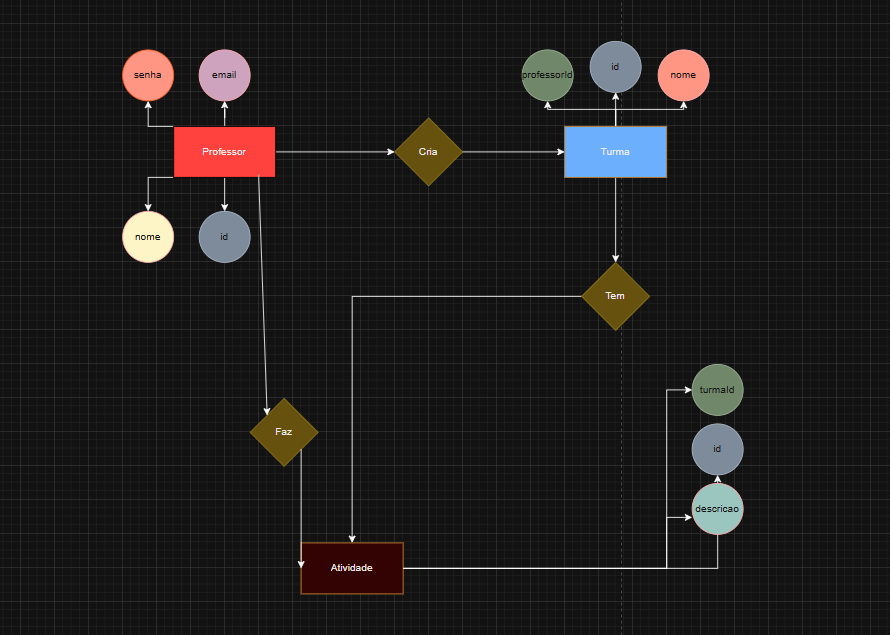 senha
email
professorId
id
nome
Professor
Cria
Turma
nome
id
Tem
turmaId
Faz
id
descricao
Atividade